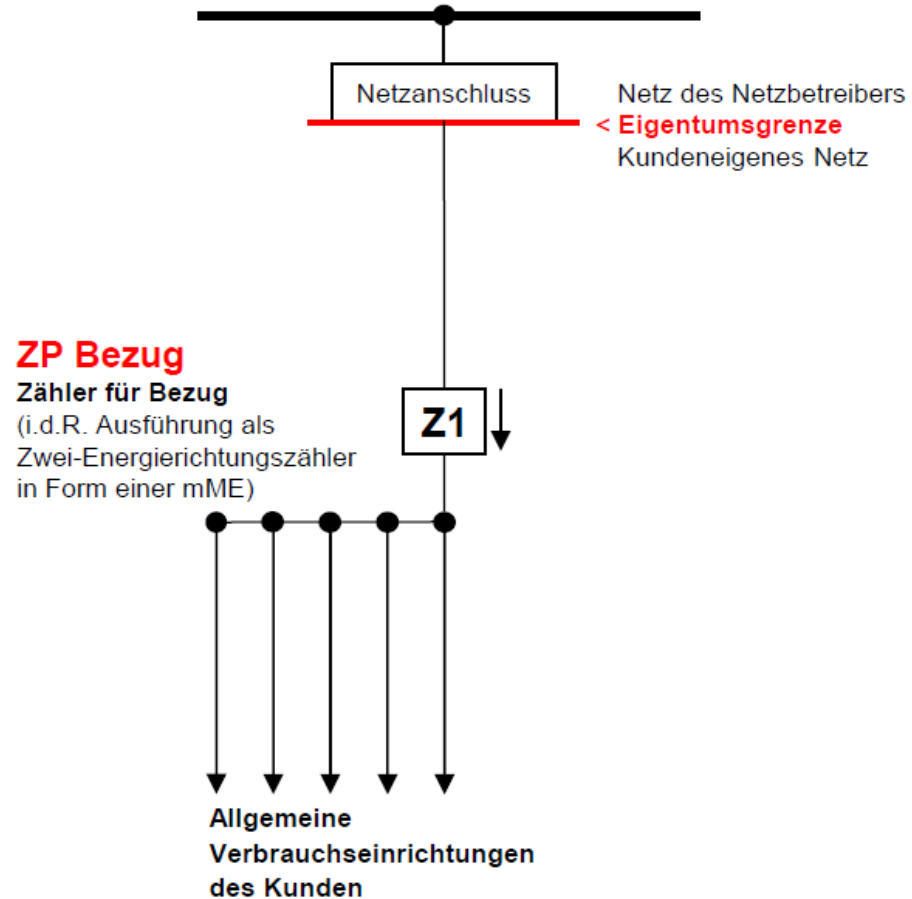 Netzanschluss
Netz des Netzbetreibers
< Eigentumsgrenze
Kundeneigenes Netz
ZP Bezug
Zähler für Bezug
(i.d.R. Ausführung als
Zwei-Energierichtungszähler
in Form einer mME)
Z1
Allgemeine
Verbrauchseinrichtungen
des Kunden